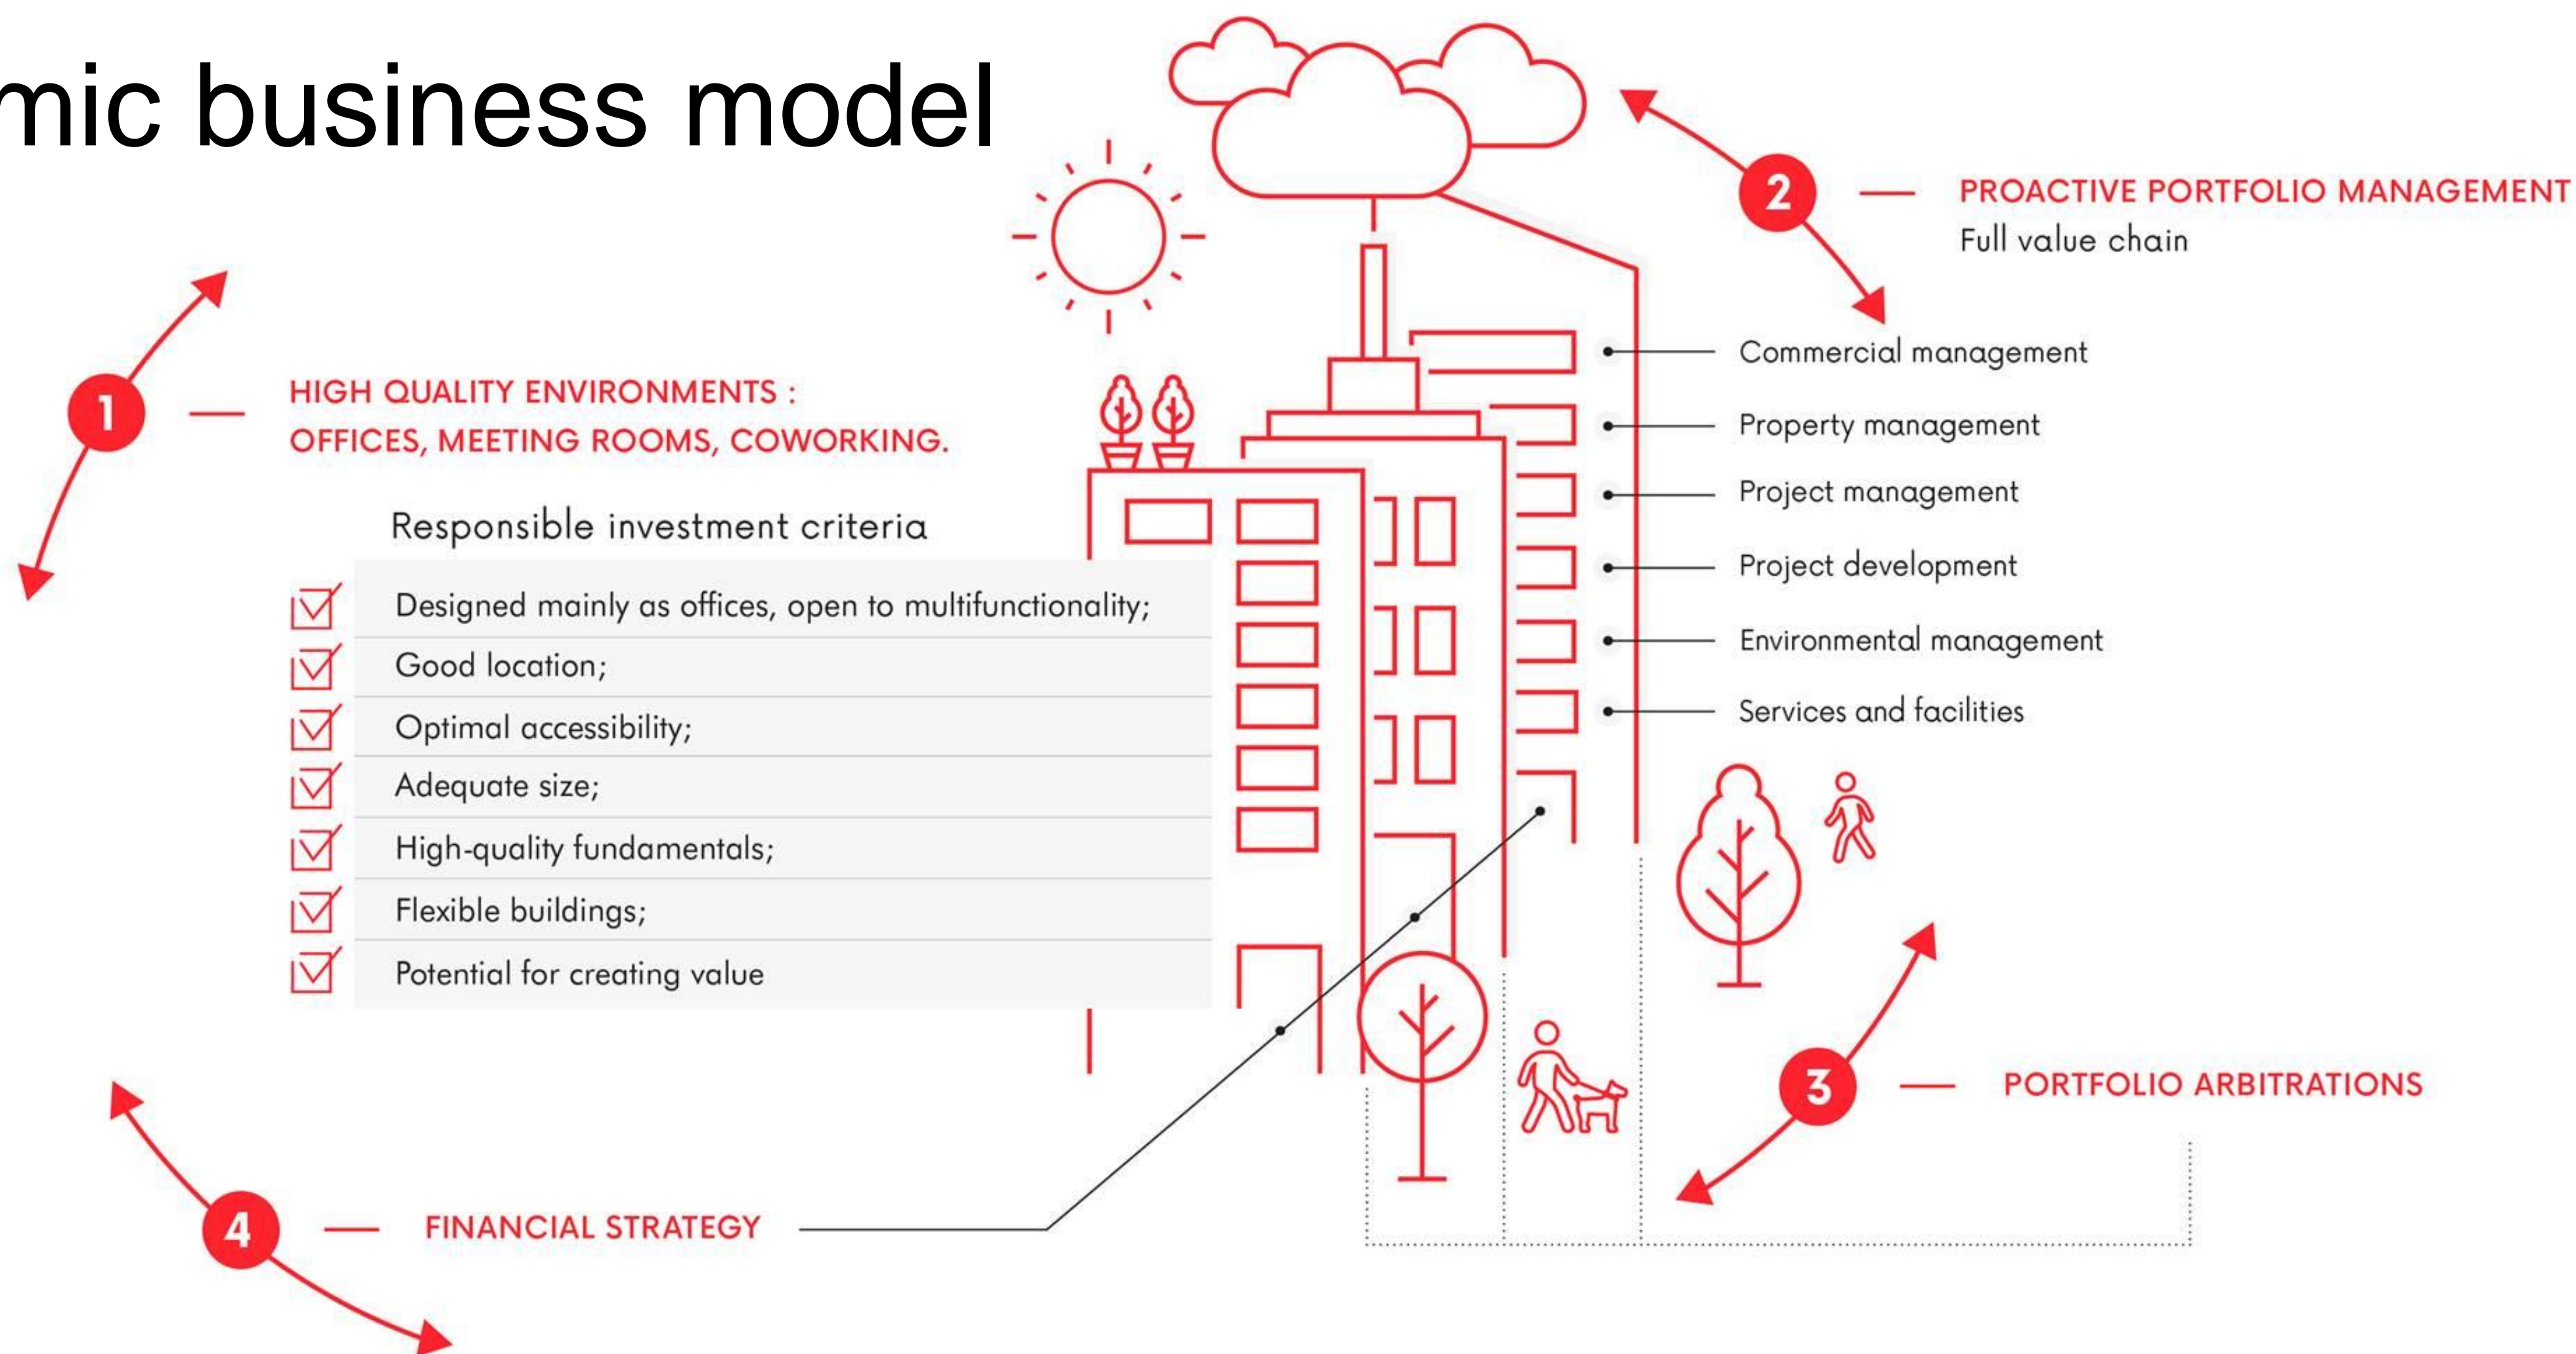 mic business model
1
HIGH QUALITY ENVIRONMENTS :
OFFICES, MEETING ROOMS, COWORKING.
Responsible investment criteria
Designed mainly as offices, open to multifunctionality;
Good location;
Optimal accessibility;
Adequate size;
High-quality fundamentals;
Flexible buildings;
Potential for creating value
2
PROACTIVE PORTFOLIO MANAGEMENT
Full value chain
Commercial management
Property management
Project management
Project development
Environmental management
Services and facilities
3
PORTFOLIO ARBITRATIONS
4
FINANCIAL STRATEGY